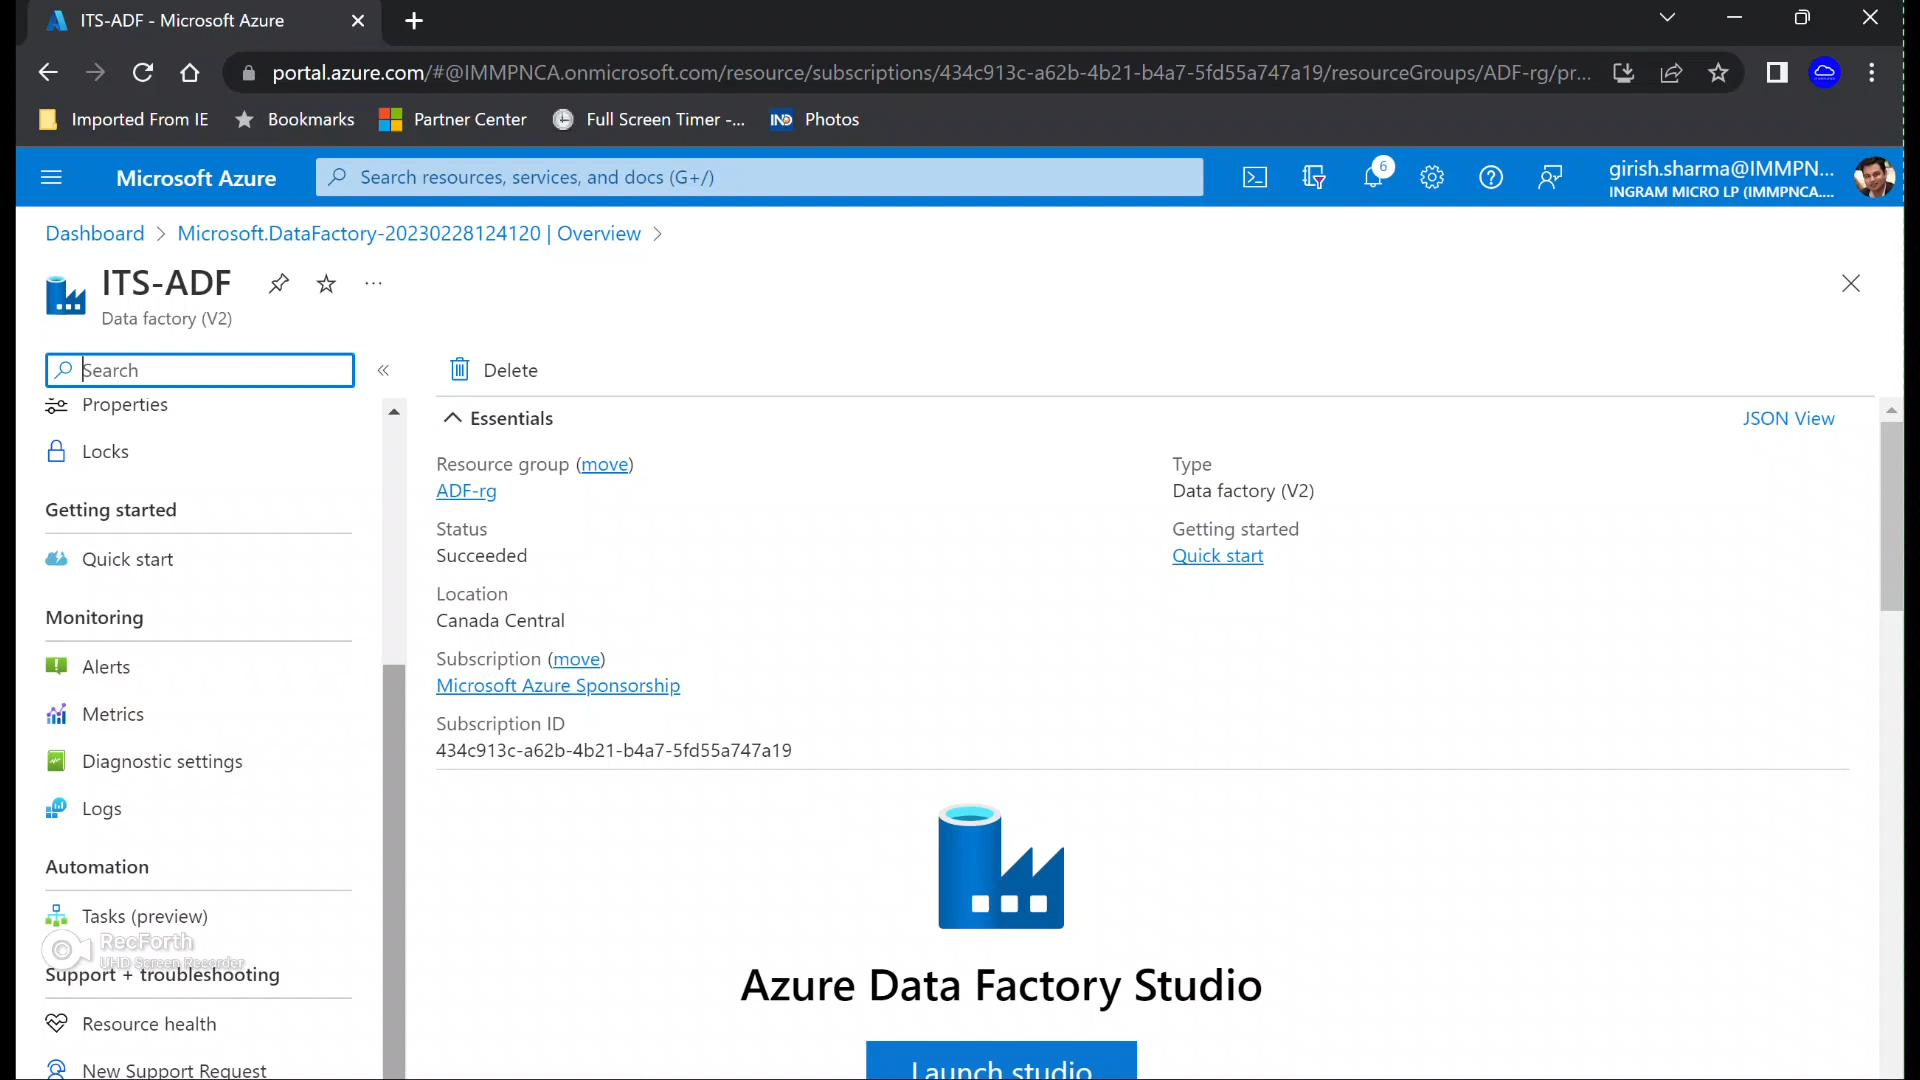 ITS-ADF - Microsoft Azure
portal.azure.com/#@IMMPNCA.onmicrosoft.com/resource/subscriptions/434c913c-a62b-4b21-b4a7-5fd55a747a19/resourceGroups/ADF-rg/pr...
Imported From IE
Bookmarks
Partner Center
Full Screen Timer -...
IND
Photos
Microsoft Azure
Search resources, services, and docs (G+/)
6
girish.sharma@IMMPN...
INGRAM MICRO LP (IMMPNCA....
Dashboard > Microsoft.DataFactory-20230228124120 | Overview >
ITS-ADF
...
Data factory (V2)
Search
«
Delete
Properties
Locks
Getting started
Quick start
Monitoring
Alerts
Metrics
Diagnostic settings
Logs
Automation
Tasks (preview)
RecForth
UHD Screen Recorder
Support + troubleshooting
Resource health
New Support Request
Essentials
JSON View
Resource group (move)
ADF-rg
Status
Succeeded
Location
Canada Central
Subscription (move)
Microsoft Azure Sponsorship
Subscription ID
434c913c-a62b-4b21-b4a7-5fd55a747a19
Type
Data factory (V2)
Getting started
Quick start
Azure Data Factory Studio
Launch studio